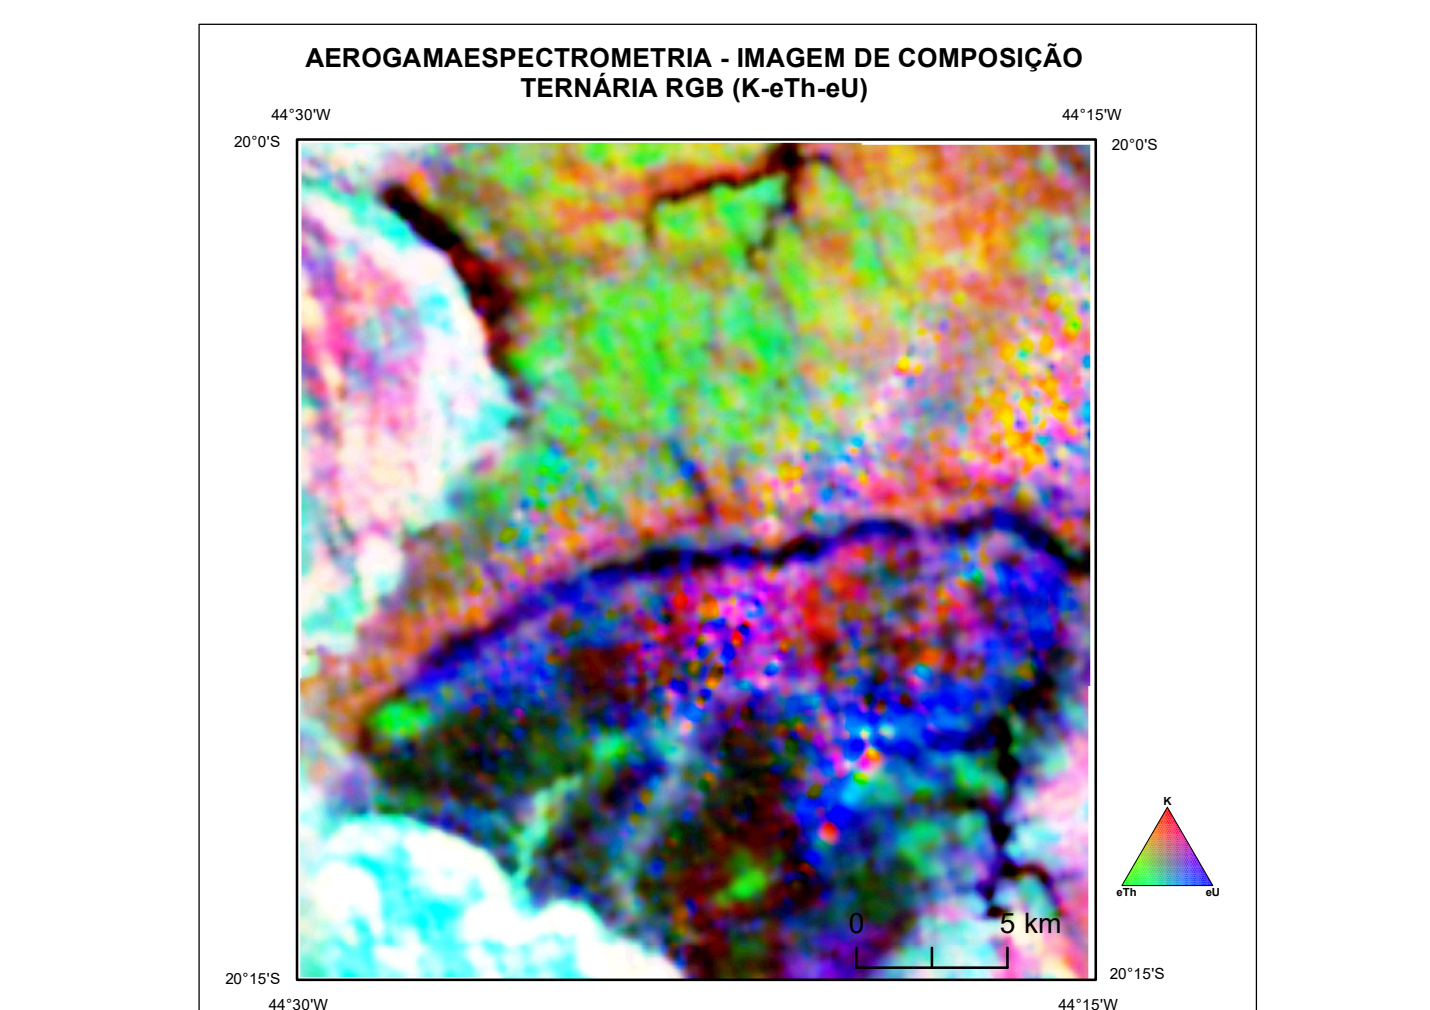 AEROGAMAESPECTROMETRIA - IMAGEM DE COMPOSIÇÃO
TERNÁRIA RGB (K-eTh-eU)
44°30'W 44°15'W
20°0'S 20°0'S
K
eTh eU
0 5 km
20°15'S 20°15'S
44°30'W 44°15'W